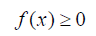 f(x) ≥ 0